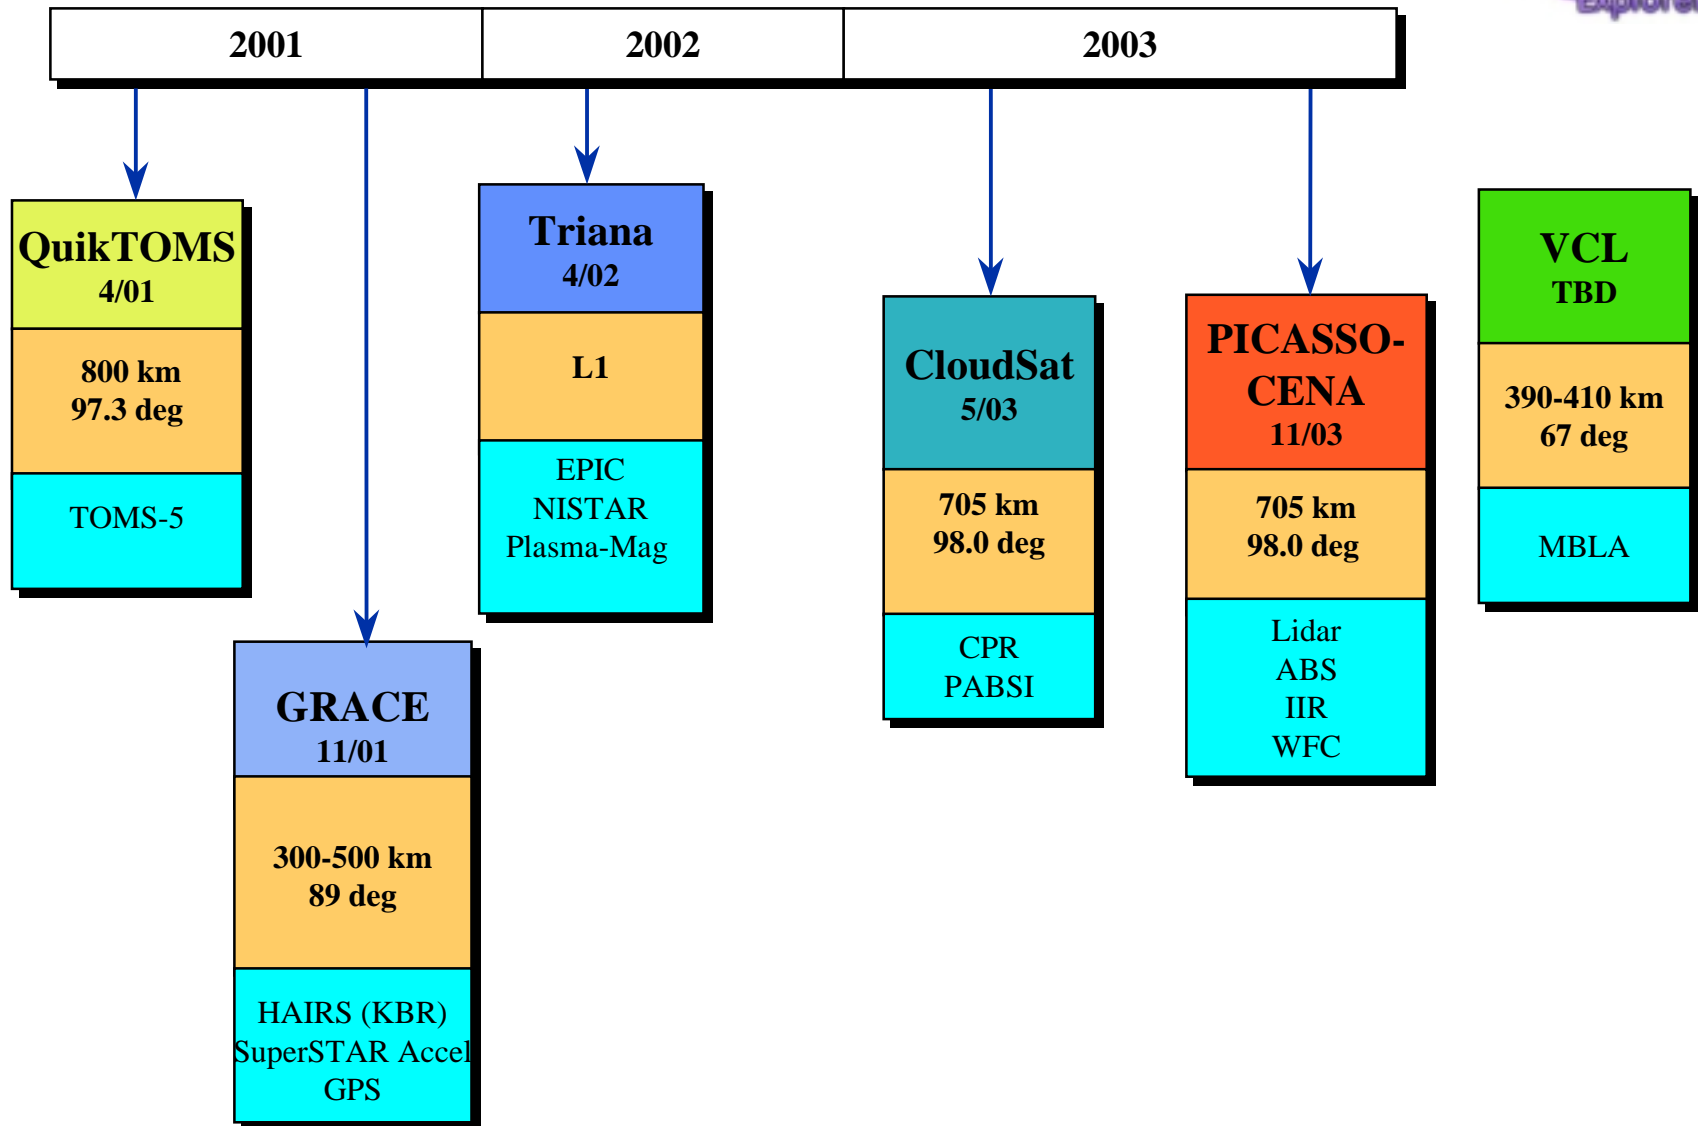 Explorer
2001
2002
2003
QuikTOMS
4/01
800 km
97.3 deg
TOMS-5
GRACE
11/01
300-500 km
89 deg
HAIRS (KBR)
SuperSTAR Accel
GPS
Triana
4/02
L1
EPIC
NISTAR
Plasma-Mag
CloudSat
5/03
705 km
98.0 deg
CPR
PABSI
PICASSO-
CENA
11/03
705 km
98.0 deg
Lidar
ABS
IIR
WFC
VCL
TBD
390-410 km
67 deg
MBLA